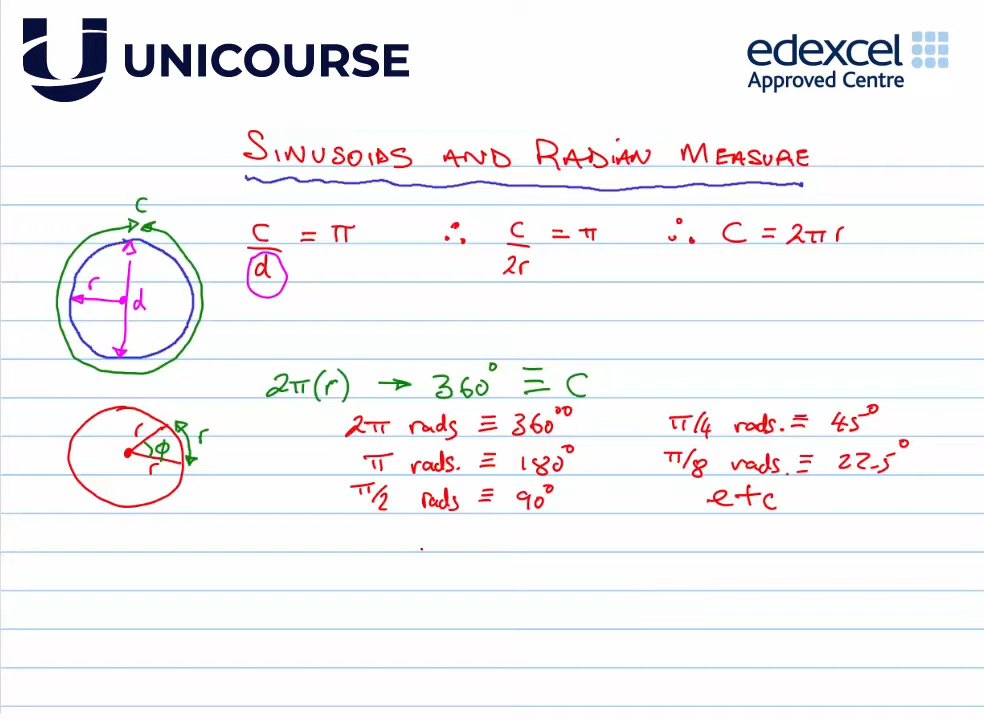 UNICOURSE
edexcel
Approved Centre
SINUSOIDS AND RADIAN MEASURE
C
C/d = π ∴ C/2r = π ∴ C = 2πr
r
d
2π(r) → 360° ≡ C
2π rads ≡ 360°° π/4 rads. ≡ 45°
r r
φ
r
π rads. ≡ 180° π/8 rads. ≡ 22.5°
π/2 rads ≡ 90° etc